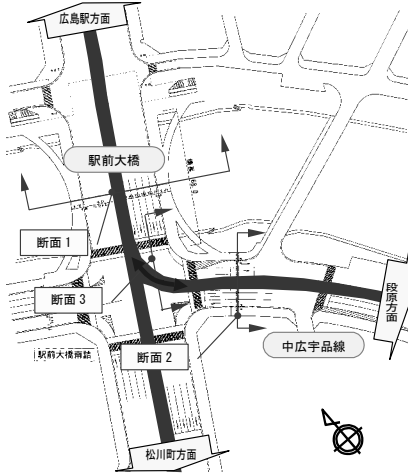 広島駅方面
駅前大橋
断面 1
断面 3
段原方面
断面 2
中広宇品線
駅前大橋南詰
松川町方面